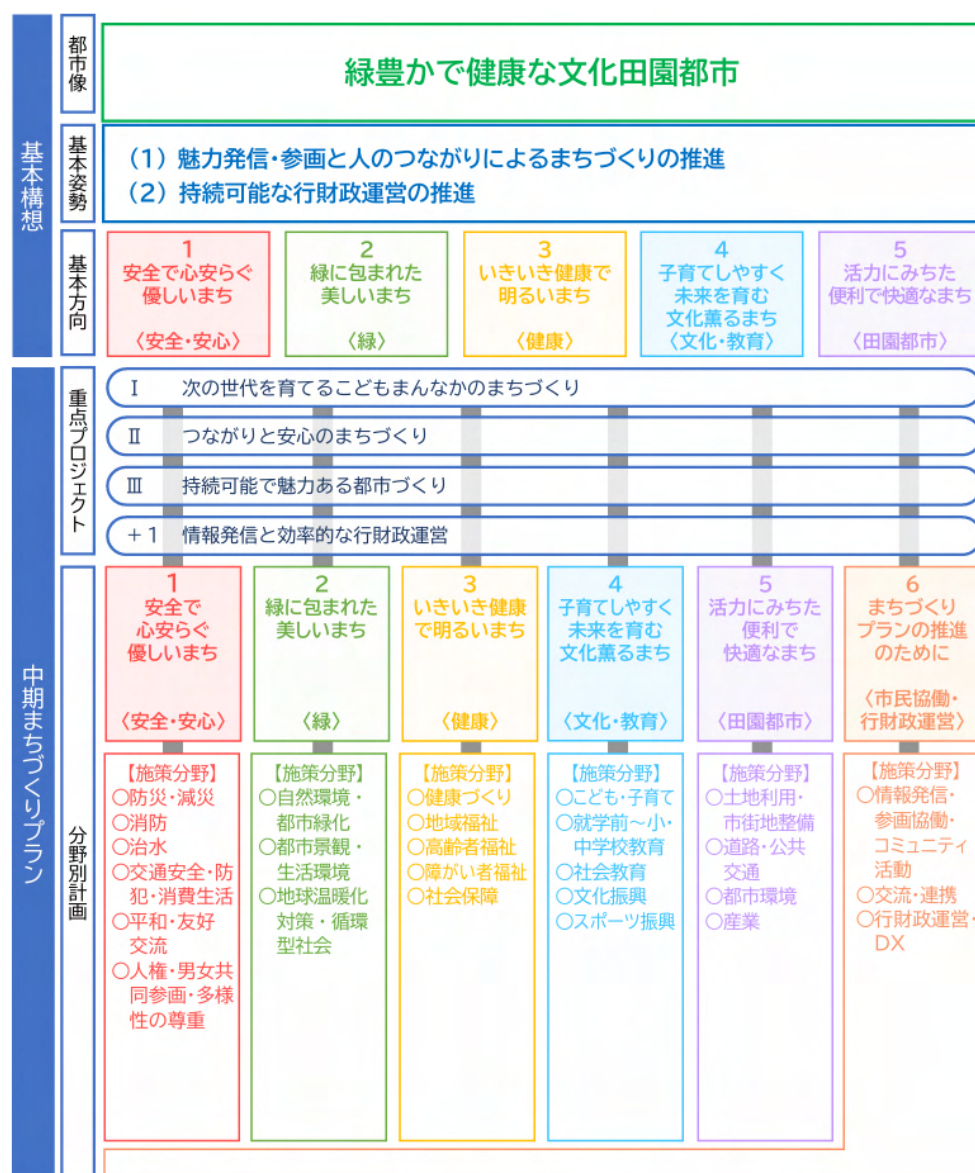 基本構想
都市像
緑豊かで健康な文化田園都市
基本姿勢
（1）魅力発信・参画と人のつながりによるまちづくりの推進
（2）持続可能な行財政運営の推進
基本方向
1
安全で心安らぐ
優しいまち
〈安全・安心〉
2
緑に包まれた
美しいまち
〈緑〉
3
いきいき健康で
明るいまち
〈健康〉
4
子育てしやすく
未来を育む
文化薫るまち
〈文化・教育〉
5
活力にみちた
便利で快適なまち
〈田園都市〉
中期まちづくりプラン
重点プロジェクト
Ⅰ 次の世代を育てるこどもまんなかのまちづくり
Ⅱ つながりと安心のまちづくり
Ⅲ 持続可能で魅力ある都市づくり
＋1 情報発信と効率的な行財政運営
分野別計画
1
安全で
心安らぐ
優しいまち
〈安全・安心〉
2
緑に包まれた
美しいまち
〈緑〉
3
いきいき健康
で明るいまち
〈健康〉
4
子育てしやすく
未来を育む
文化薫るまち
〈文化・教育〉
5
活力にみちた
便利で
快適なまち
〈田園都市〉
6
まちづくり
プランの推進
のために
〈市民協働・
行財政運営〉
【施策分野】
○防災・減災
○消防
○治水
○交通安全・防
犯・消費生活
○平和・友好
交流
○人権・男女共
同参画・多様
性の尊重
【施策分野】
○自然環境・
都市緑化
○都市景観・
生活環境
○地球温暖化
対策・循環
型社会
【施策分野】
○健康づくり
○地域福祉
○高齢者福祉
○障がい者福祉
○社会保障
【施策分野】
○こども・子育て
○就学前～小・
中学校教育
○社会教育
○文化振興
○スポーツ振興
【施策分野】
○土地利用・
市街地整備
○道路・公共
交通
○都市環境
○産業
【施策分野】
○情報発信・
参画協働・
コミュニティ
活動
○交流・連携
○行財政運営・
DX